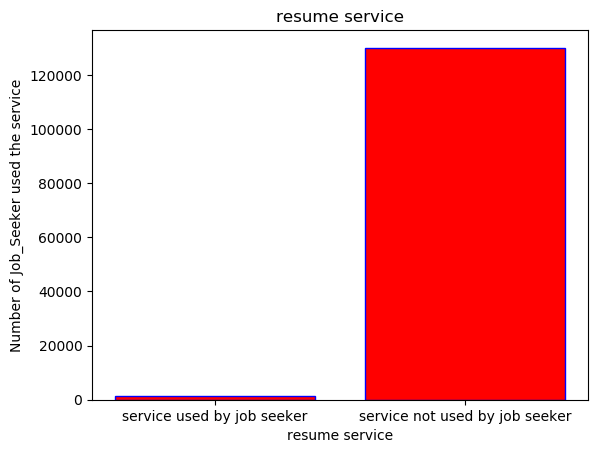 resume service
Number of Job_Seeker used the service
120000
100000
80000
60000
40000
20000
0
service used by job seeker
service not used by job seeker
resume service